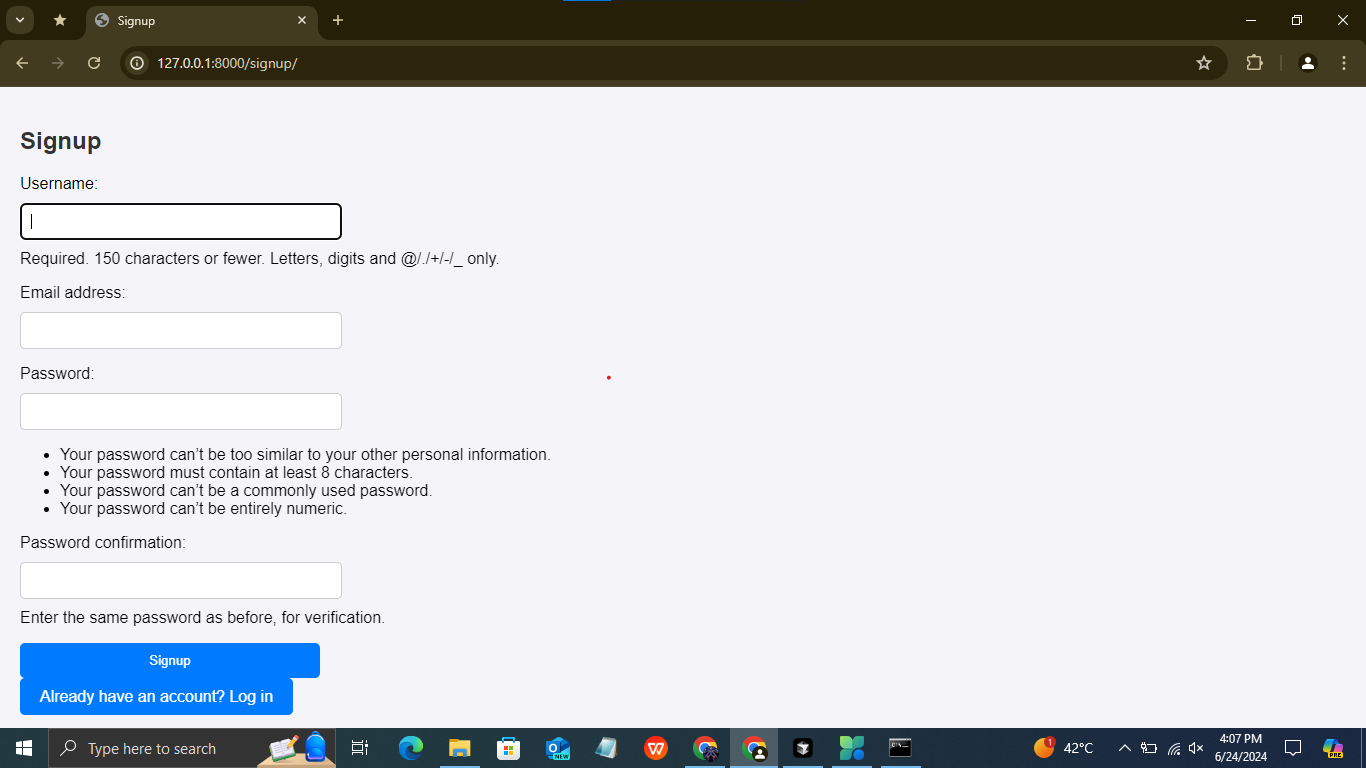 Signup
127.0.0.1:8000/signup/
Signup
Username:
Required. 150 characters or fewer. Letters, digits and @/./+/-/_ only.
Email address:
Password:
Your password can’t be too similar to your other personal information.
Your password must contain at least 8 characters.
Your password can’t be a commonly used password.
Your password can’t be entirely numeric.
Password confirmation:
Enter the same password as before, for verification.
Signup
Already have an account? Log in
Type here to search
NEW
W
1
42°C
4:07 PM
6/24/2024
PRE